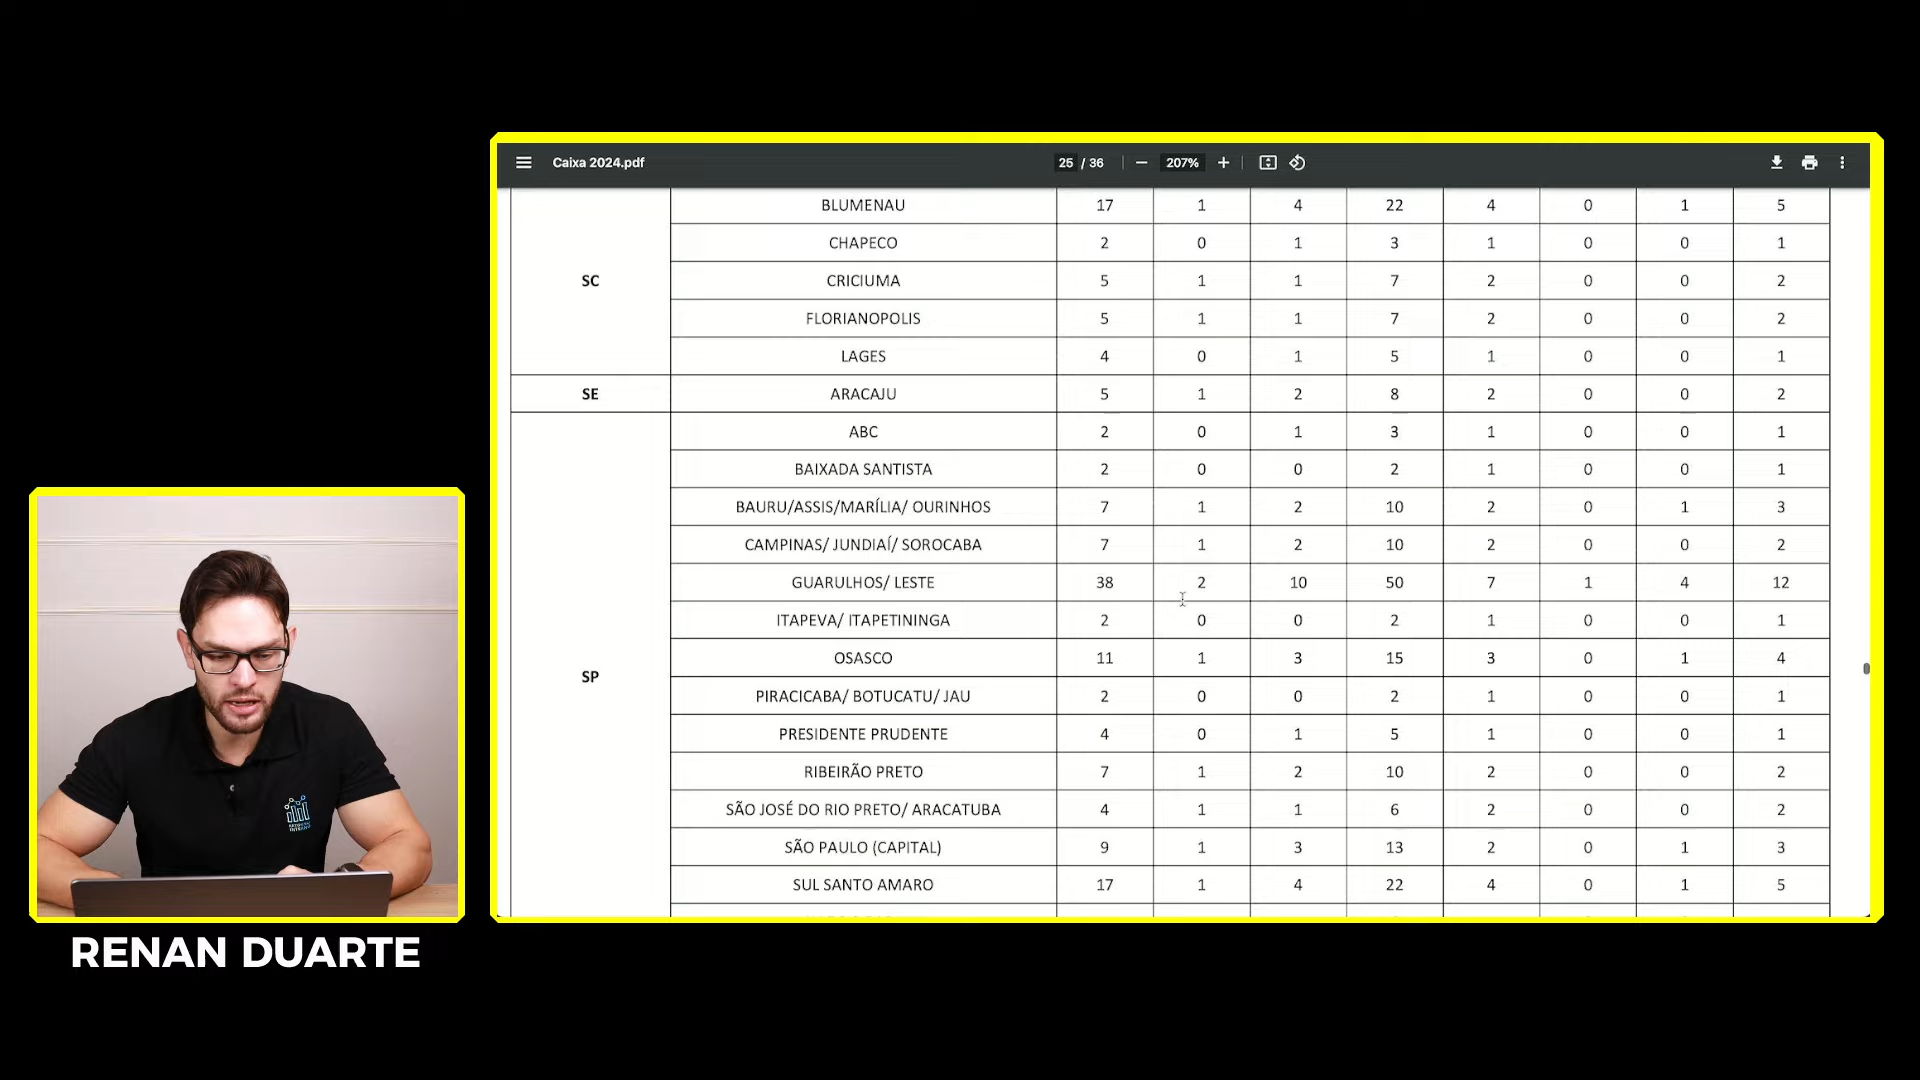 Caixa 2024.pdf 25 / 36 207%
BLUMENAU 17 1 4 22 4 0 1 5
CHAPECO 2 0 1 3 1 0 0 1
SC CRICIUMA 5 1 1 7 2 0 0 2
FLORIANOPOLIS 5 1 1 7 2 0 0 2
LAGES 4 0 1 5 1 0 0 1
SE ARACAJU 5 1 2 8 2 0 0 2
ABC 2 0 1 3 1 0 0 1
BAIXADA SANTISTA 2 0 0 2 1 0 0 1
BAURU/ASSIS/MARÍLIA/ OURINHOS 7 1 2 10 2 0 1 3
CAMPINAS/ JUNDIAÍ/ SOROCABA 7 1 2 10 2 0 0 2
GUARULHOS/ LESTE 38 2 10 50 7 1 4 12
ITAPEVA/ ITAPETININGA 2 0 0 2 1 0 0 1
OSASCO 11 1 3 15 3 0 1 4
SP
PIRACICABA/ BOTUCATU/ JAU 2 0 0 2 1 0 0 1
PRESIDENTE PRUDENTE 4 0 1 5 1 0 0 1
RIBEIRÃO PRETO 7 1 2 10 2 0 0 2
SÃO JOSÉ DO RIO PRETO/ ARACATUBA 4 1 1 6 2 0 0 2
SÃO PAULO (CAPITAL) 9 1 3 13 2 0 1 3
SUL SANTO AMARO 17 1 4 22 4 0 1 5
RENAN DUARTE